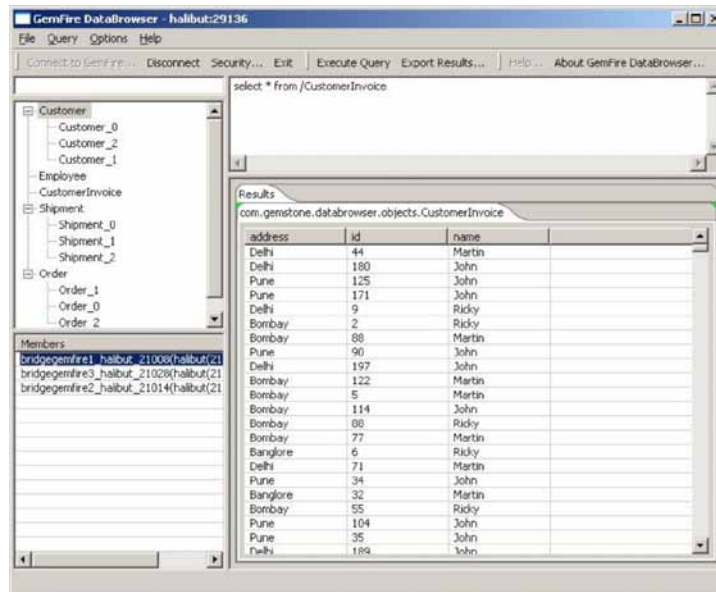 GemFire DataBrowser - halibut:29136
File Query Options Help
Connect to GemFire... Disconnect Security... Exit Execute Query Export Results... Help... About GemFire DataBrowser...
select * from /CustomerInvoice
Customer
Customer_0
Customer_2
Customer_1
Employee
CustomerInvoice
Shipment
Shipment_0
Shipment_1
Shipment_2
Order
Order_1
Order_0
Order_2
Members
bridgegemfire1_halibut_21008(halibut(21
bridgegemfire3_halibut_21028(halibut(21
bridgegemfire2_halibut_21014(halibut(21
Results
com.gemstone.databrowser.objects.CustomerInvoice
address id name
Delhi 44 Martin
Delhi 180 John
Pune 125 John
Pune 171 John
Delhi 9 Ricky
Bombay 2 Ricky
Bombay 88 Martin
Pune 90 John
Delhi 197 John
Bombay 122 Martin
Bombay 5 Martin
Bombay 114 John
Bombay 88 Ricky
Bombay 77 Martin
Banglore 6 Ricky
Delhi 71 Martin
Pune 34 John
Banglore 32 Martin
Bombay 55 Ricky
Pune 104 John
Pune 35 John
Delhi 189 John